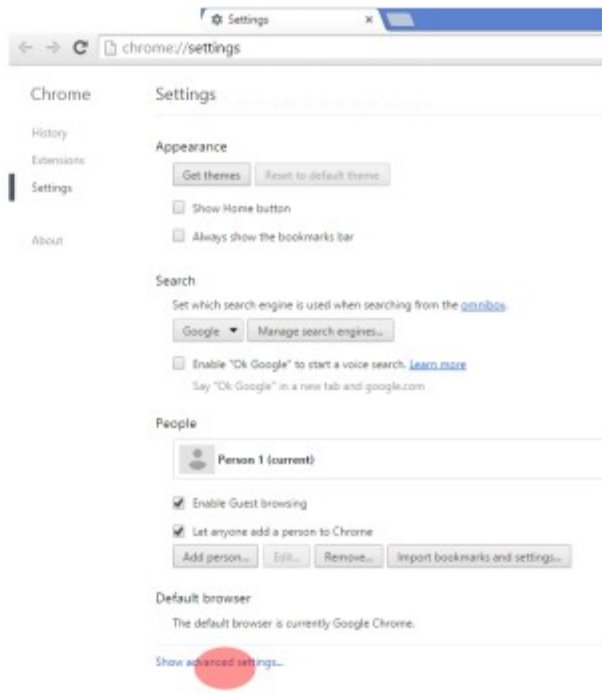 Settings
chrome://settings
Chrome
Settings
History
Extensions
Settings
About
Appearance
Get themes Reset to default theme
Show Home button
Always show the bookmarks bar
Search
Set which search engine is used when searching from the omnibox.
Google Manage search engines...
Enable "Ok Google" to start a voice search. Learn more
Say "Ok Google" in a new tab and google.com
People
Person 1 (current)
Enable Guest browsing
Let anyone add a person to Chrome
Add person... Edit... Remove... Import bookmarks and settings...
Default browser
The default browser is currently Google Chrome.
Show advanced settings...